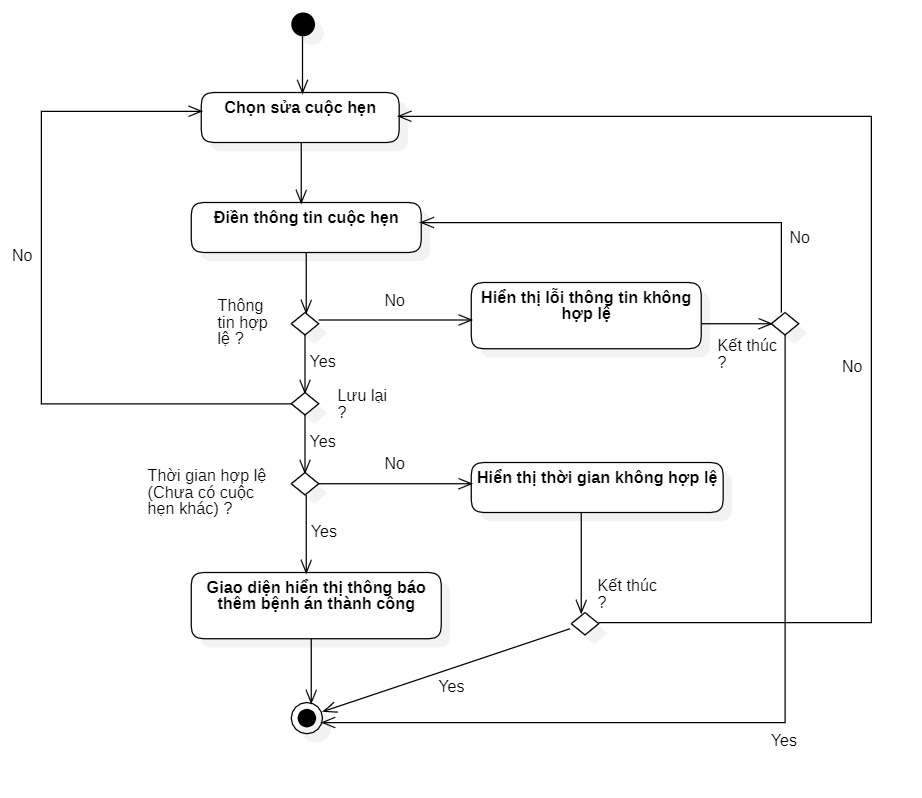 Chọn sửa cuộc hẹn
Điền thông tin cuộc hẹn
No
No
Thông
tin hợp
lệ ?
No
Hiển thị lỗi thông tin không
hợp lệ
Kết thúc
?
Yes
No
Lưu lại
?
Yes
Thời gian hợp lệ
(Chưa có cuộc
hẹn khác) ?
No
Hiển thị thời gian không hợp lệ
Yes
Giao diện hiển thị thông báo
thêm bệnh án thành công
Kết thúc
?
Yes
Yes